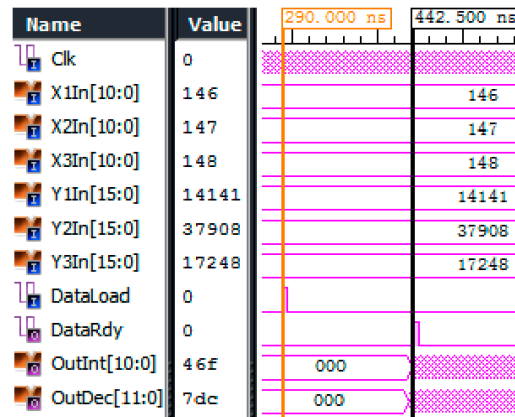 Name Value 290.000 ns 442.500 ns
Clk 0
X1In[10:0] 146 146
X2In[10:0] 147 147
X3In[10:0] 148 148
Y1In[15:0] 14141 14141
Y2In[15:0] 37908 37908
Y3In[15:0] 17248 17248
DataLoad 0
DataRdy 0
OutInt[10:0] 46f 000
OutDec[11:0] 7dc 000